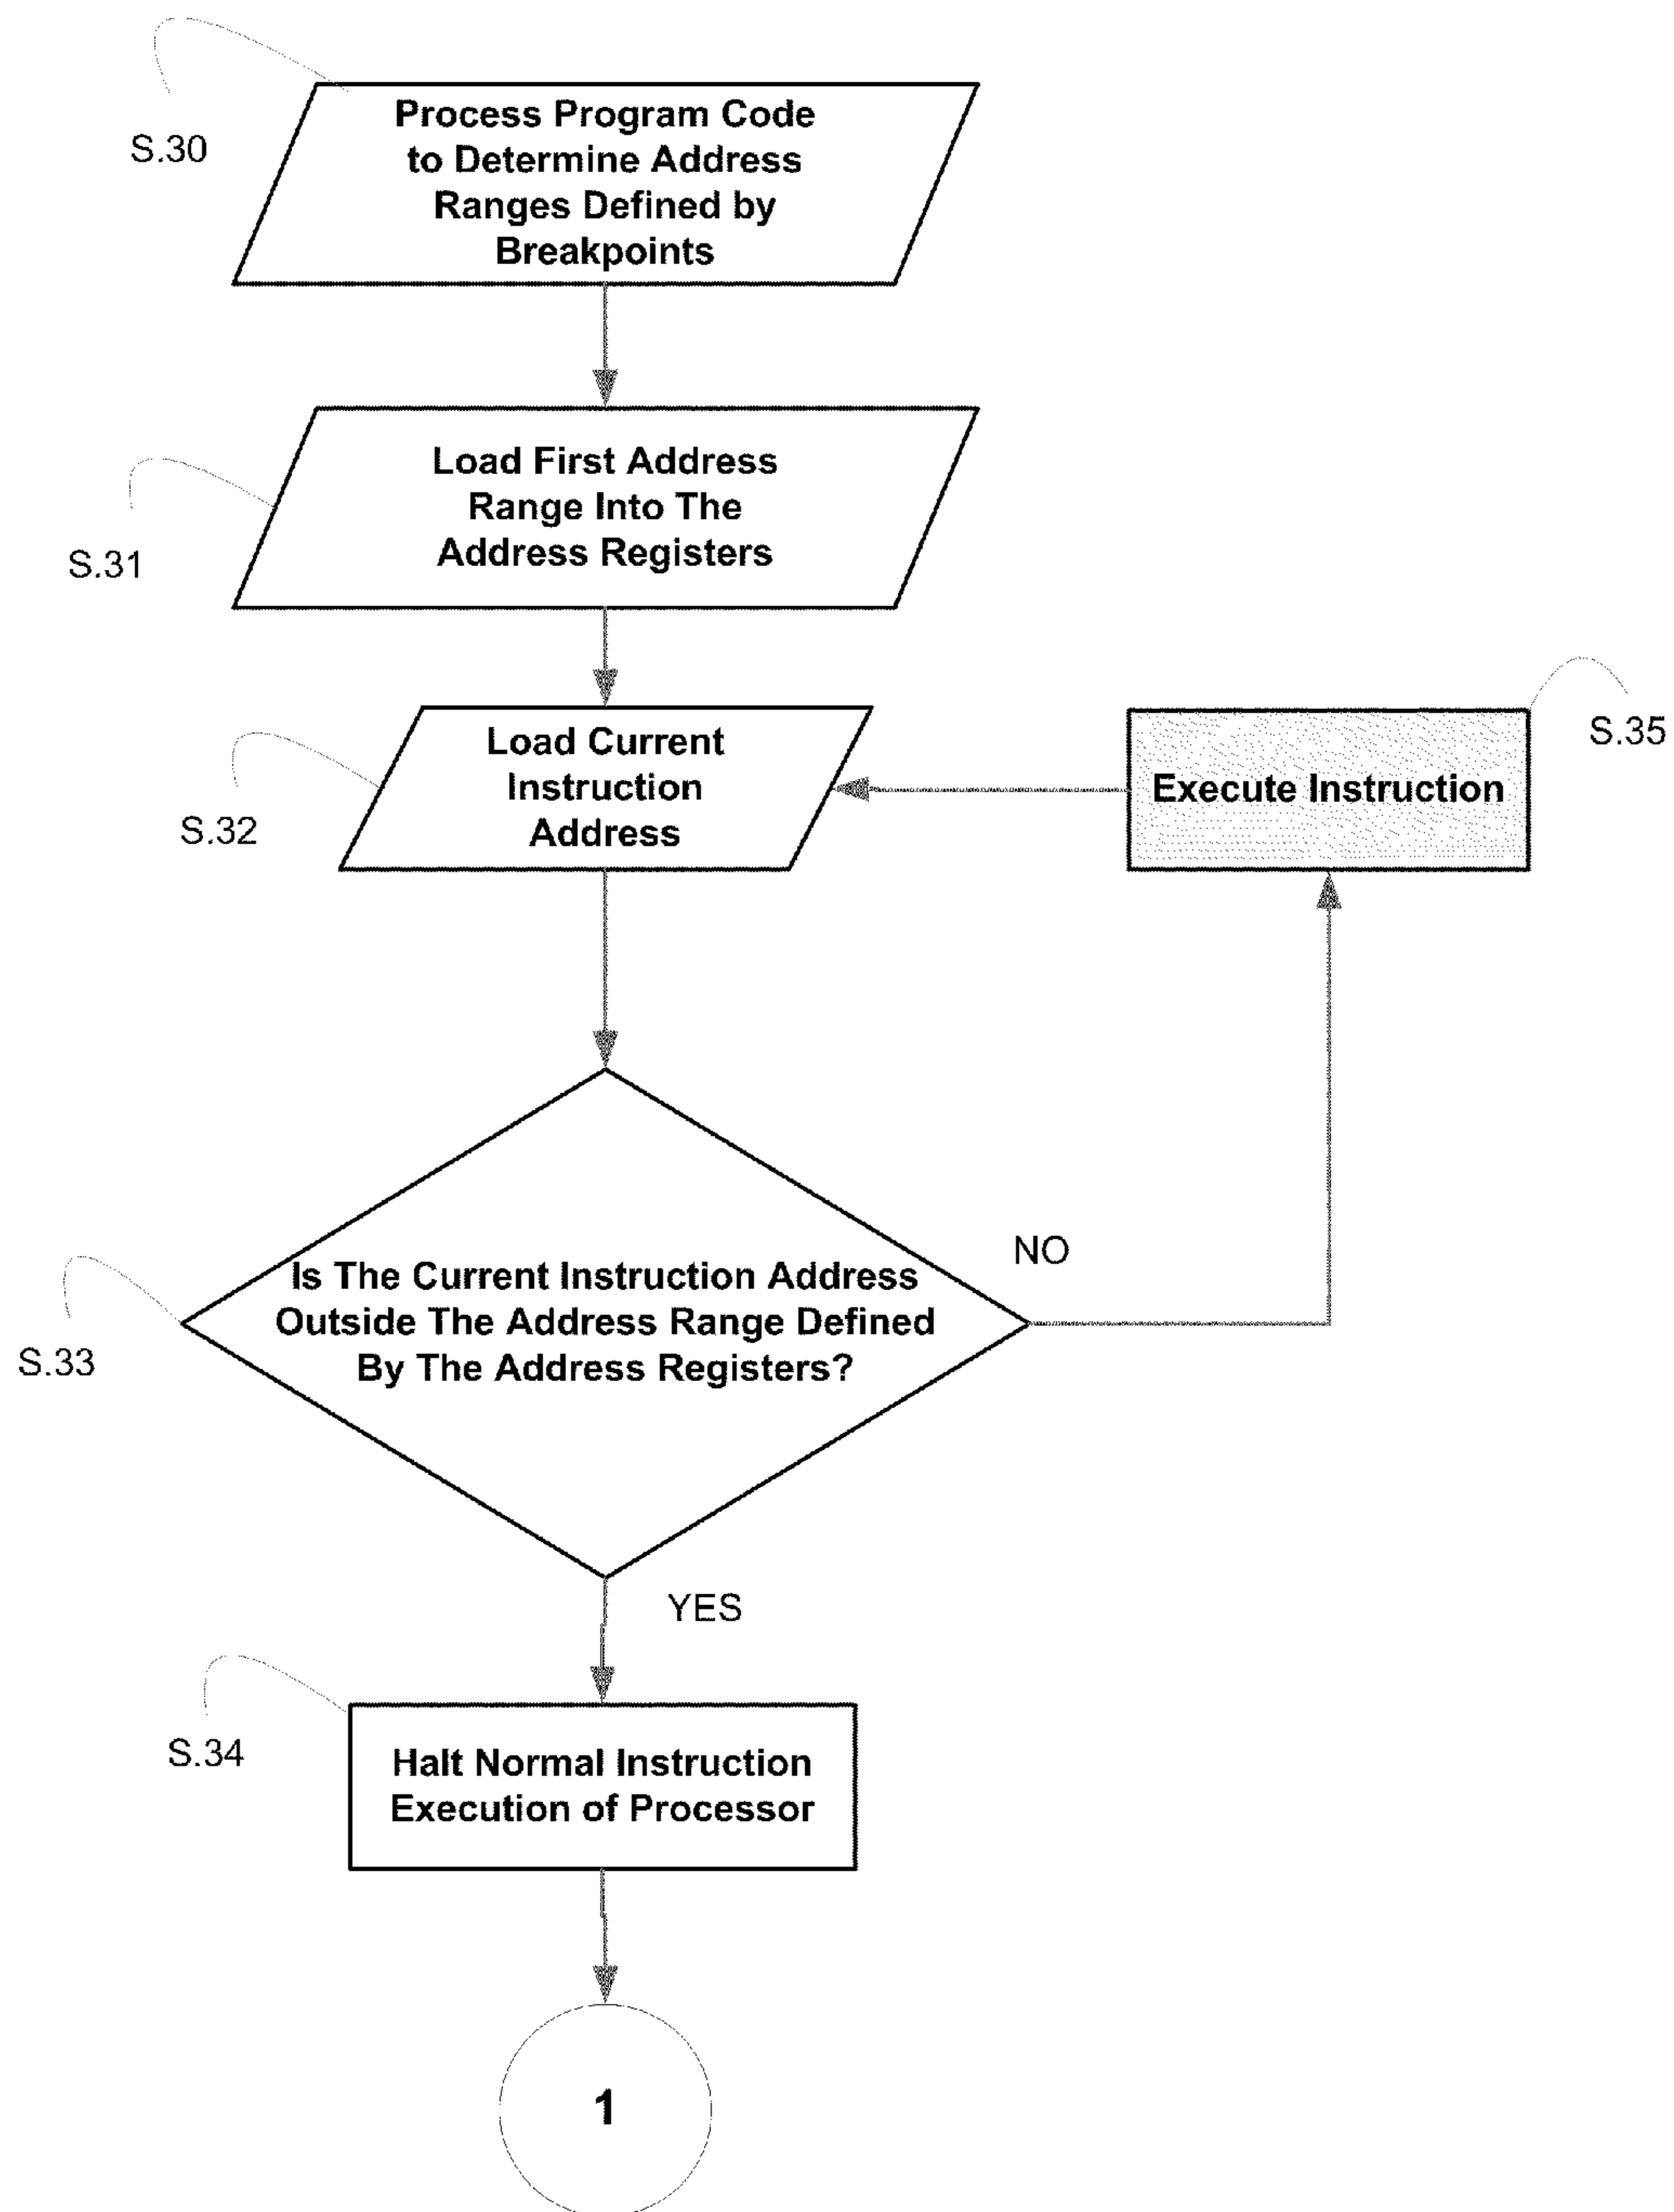 S.30
Process Program Code
to Determine Address
Ranges Defined by
Breakpoints
S.31
Load First Address
Range Into The
Address Registers
S.32
Load Current
Instruction
Address
S.35
Execute Instruction
S.33
Is The Current Instruction Address
Outside The Address Range Defined
By The Address Registers?
NO
YES
S.34
Halt Normal Instruction
Execution of Processor
1